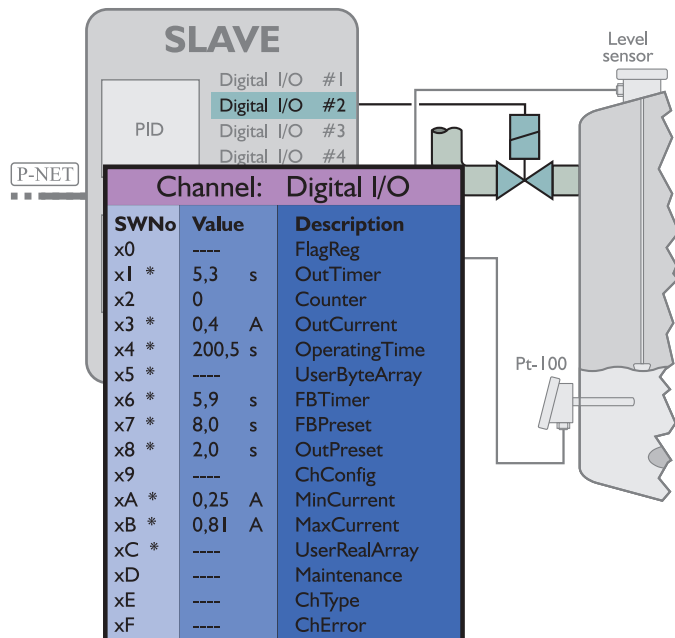 SLAVE
Digital I/O #1
Digital I/O #2
Digital I/O #3
Digital I/O #4
PID
P-NET
Level
sensor
Pt-100
Channel: Digital I/O
SWNo Value Description
x0 ---- FlagReg
x1 * 5,3 s OutTimer
x2 0 Counter
x3 * 0,4 A OutCurrent
x4 * 200,5 s OperatingTime
x5 * ---- UserByteArray
x6 * 5,9 s FBTimer
x7 * 8,0 s FBPreset
x8 * 2,0 s OutPreset
x9 ---- ChConfig
xA * 0,25 A MinCurrent
xB * 0,81 A MaxCurrent
xC * ---- UserRealArray
xD ---- Maintenance
xE ---- ChType
xF ---- ChError